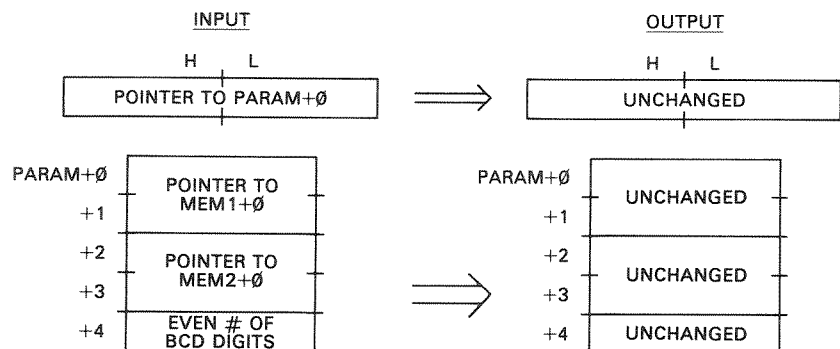 INPUT OUTPUT
H L H L
POINTER TO PARAM+Ø UNCHANGED
PARAM+Ø POINTER TO MEM1+Ø PARAM+Ø UNCHANGED
+1 +1
+2 POINTER TO MEM2+Ø +2 UNCHANGED
+3 +3
+4 EVEN # OF BCD DIGITS +4 UNCHANGED